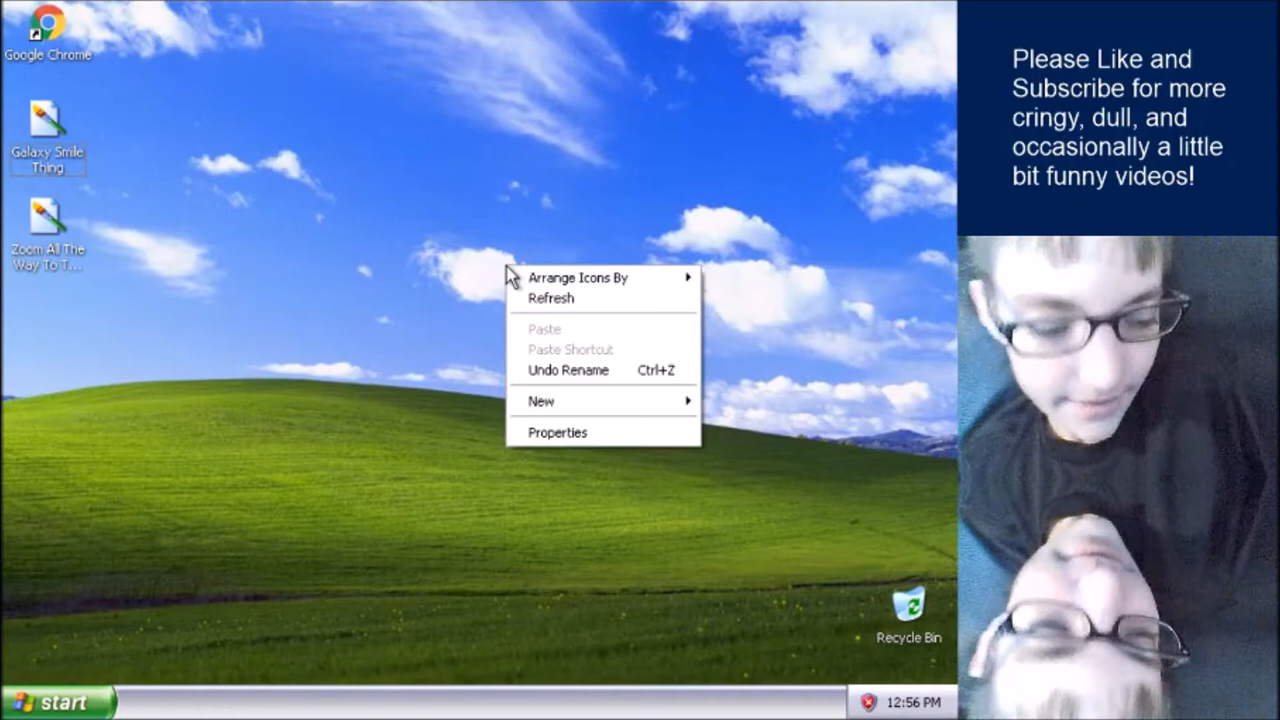 Google Chrome
Galaxy Smile
Thing
Zoom All The
Way To T...
Arrange Icons By
Refresh
Paste
Paste Shortcut
Undo Rename Ctrl+Z
New
Properties
Recycle Bin
start
12:56 PM
Please Like and
Subscribe for more
cringy, dull, and
occasionally a little
bit funny videos!